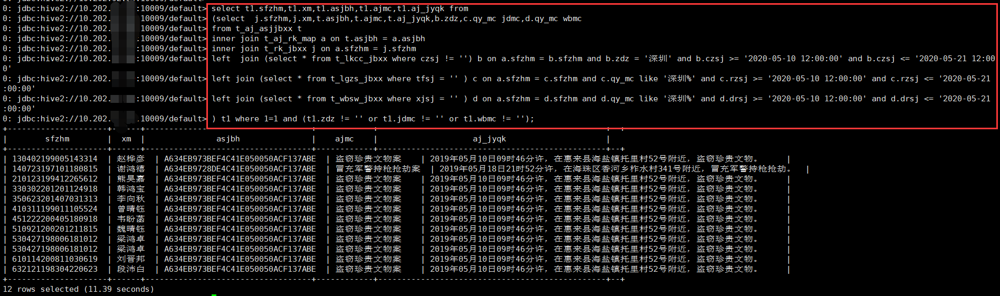 0: jdbc:hive2://10.202. :10009/default> select t1.sfzhm,t1.xm,t1.asjbh,t1.ajmc,t1.aj_jyqk from
0: jdbc:hive2://10.202. :10009/default> (select  j.sfzhm,j.xm,t.asjbh,t.ajmc,t.aj_jyqk,b.zdz,c.qy_mc jdmc,d.qy_mc wbmc
0: jdbc:hive2://10.202. :10009/default> from t_aj_asjjbxx t
0: jdbc:hive2://10.202. :10009/default> inner join t_aj_rk_map a on t.asjbh = a.asjbh
0: jdbc:hive2://10.202. :10009/default> inner join t_rk_jbxx j on a.sfzhm = j.sfzhm
0: jdbc:hive2://10.202. :10009/default> left  join (select * from t_lkcc_jbxx where czsj != '') b on a.sfzhm = b.sfzhm and b.zdz = '深圳' and b.czsj >= '2020-05-10 12:00:00' and b.czsj <= '2020-05-21 12:00
0'
0: jdbc:hive2://10.202. :10009/default> left join (select * from t_lgzs_jbxx where tfsj = '' ) c on a.sfzhm = c.sfzhm and c.qy_mc like '深圳%' and c.rzsj >= '2020-05-10 12:00:00' and c.rzsj <= '2020-05-21
:00:00'
0: jdbc:hive2://10.202. :10009/default> left join (select * from t_wbsw_jbxx where xjsj = '' ) d on a.sfzhm = d.sfzhm and d.qy_mc like '深圳%' and d.drsj >= '2020-05-10 12:00:00' and d.drsj <= '2020-05-21
:00:00'
0: jdbc:hive2://10.202. :10009/default> ) t1 where 1=1 and (t1.zdz != '' or t1.jdmc != '' or t1.wbmc != '');
| sfzhm | xm | asjbh | ajmc | aj_jyqk |
| 130402199005143314 | 赵桦彦 | A634EB973BEF4C41E050050ACF137ABE | 盗窃珍贵文物案 | 2019年05月10日09时46分许，在惠来县海盐镇托里村52号附近，盗窃珍贵文物。 |
| 140723197101180815 | 谢鸿禧 | A634EB9728DE4C41E050050ACF137ABE | 冒充军警持枪抢劫案 | 2019年05月18日21时52分许，在海珠区香河乡柞水村341号附近，冒充军警持枪抢劫。 |
| 210123199412265612 | 熊昊嘉 | A634EB973BEF4C41E050050ACF137ABE | 盗窃珍贵文物案 | 2019年05月10日09时46分许，在惠来县海盐镇托里村52号附近，盗窃珍贵文物。 |
| 330302201201124918 | 韩鸿宝 | A634EB973BEF4C41E050050ACF137ABE | 盗窃珍贵文物案 | 2019年05月10日09时46分许，在惠来县海盐镇托里村52号附近，盗窃珍贵文物。 |
| 350623201407031313 | 李向秋 | A634EB973BEF4C41E050050ACF137ABE | 盗窃珍贵文物案 | 2019年05月10日09时46分许，在惠来县海盐镇托里村52号附近，盗窃珍贵文物。 |
| 410311199011105524 | 曾晴钰 | A634EB973BEF4C41E050050ACF137ABE | 盗窃珍贵文物案 | 2019年05月10日09时46分许，在惠来县海盐镇托里村52号附近，盗窃珍贵文物。 |
| 451222200405180918 | 韦盼菡 | A634EB973BEF4C41E050050ACF137ABE | 盗窃珍贵文物案 | 2019年05月10日09时46分许，在惠来县海盐镇托里村52号附近，盗窃珍贵文物。 |
| 510921200201211815 | 魏晴钰 | A634EB973BEF4C41E050050ACF137ABE | 盗窃珍贵文物案 | 2019年05月10日09时46分许，在惠来县海盐镇托里村52号附近，盗窃珍贵文物。 |
| 530427198006181012 | 梁鸿卓 | A634EB973BEF4C41E050050ACF137ABE | 盗窃珍贵文物案 | 2019年05月10日09时46分许，在惠来县海盐镇托里村52号附近，盗窃珍贵文物。 |
| 530427198006181012 | 梁鸿卓 | A634EB973BEF4C41E050050ACF137ABE | 盗窃珍贵文物案 | 2019年05月10日09时46分许，在惠来县海盐镇托里村52号附近，盗窃珍贵文物。 |
| 610114200811030619 | 刘晋邦 | A634EB973BEF4C41E050050ACF137ABE | 盗窃珍贵文物案 | 2019年05月10日09时46分许，在惠来县海盐镇托里村52号附近，盗窃珍贵文物。 |
| 632121198304220623 | 段沛白 | A634EB973BEF4C41E050050ACF137ABE | 盗窃珍贵文物案 | 2019年05月10日09时46分许，在惠来县海盐镇托里村52号附近，盗窃珍贵文物。 |
12 rows selected (11.39 seconds)